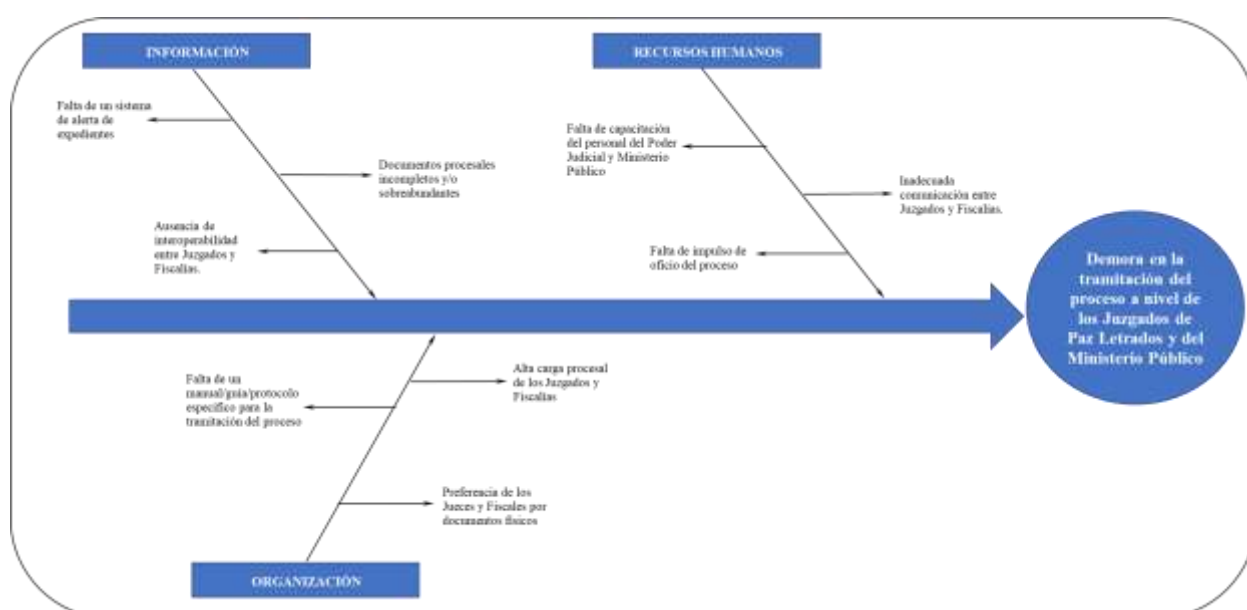 INFORMACIÓN
Falta de un sistema
de alerta de
expedientes
Documentos procesales
incompletos y/o
sobreabundantes
Ausencia de
interoperabilidad
entre Juzgados y
Fiscalías.
RECURSOS HUMANOS
Falta de capacitación
del personal del Poder
Judicial y Ministerio
Público
Inadecuada
comunicación entre
Juzgados y Fiscalías.
Falta de impulso de
oficio del proceso
Demora en la
tramitación del
proceso a nivel de
los Juzgados de
Paz Letrados y del
Ministerio Público
Alta carga procesal
de los Juzgados y
Fiscalías
Falta de un
manual/guía/protocolo
específico para la
tramitación del proceso
Preferencia de los
Jueces y Fiscales por
documentos físicos
ORGANIZACIÓN